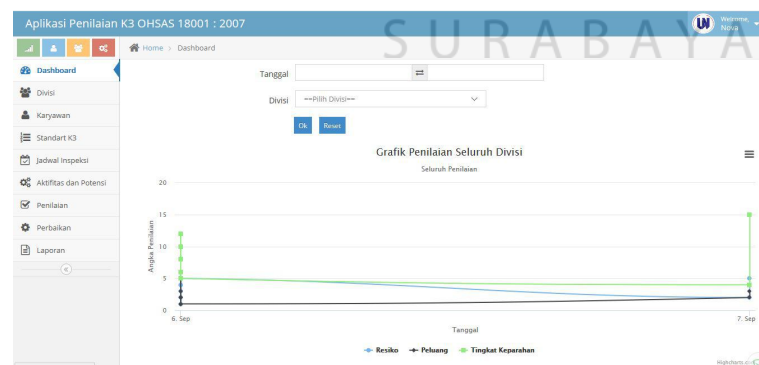 Aplikasi Penilaian K3 OHSAS 18001 : 2007
Welcome,
Nova
SURABAYA
Home > Dashboard
Dashboard
Divisi
Karyawan
Standart K3
Jadwal Inspeksi
Aktifitas dan Potensi
Penilaian
Perbaikan
Laporan
Tanggal
Divisi
==Pilih Divisi==
Ok
Reset
Grafik Penilaian Seluruh Divisi
Seluruh Penilaian
Angka Penilaian
20
15
10
5
0
6. Sep
7. Sep
Tanggal
Resiko
Peluang
Tingkat Keparahan